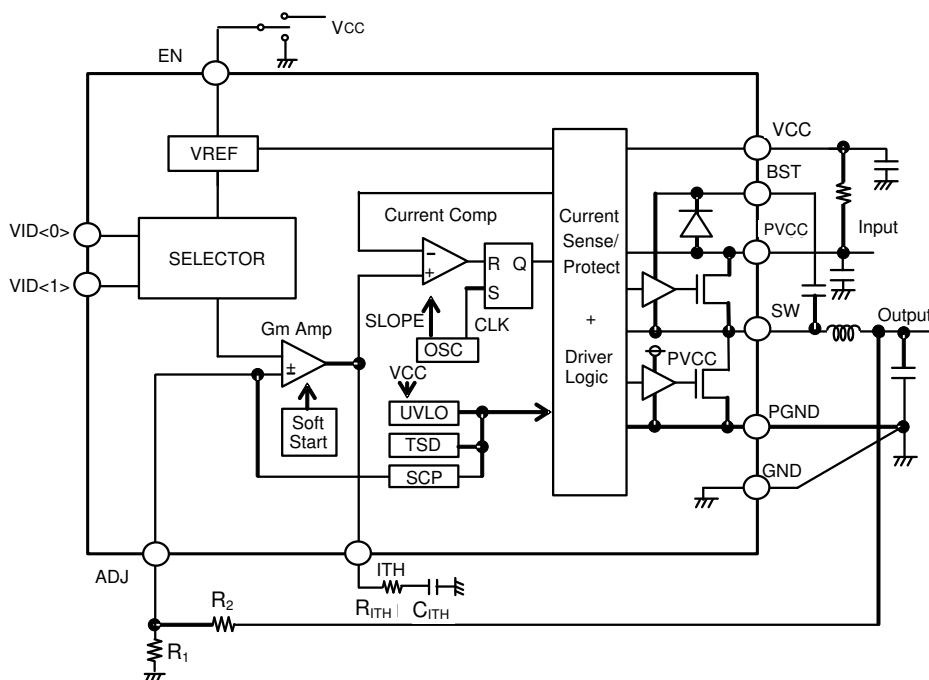 VCC
EN
VCC
VREF
BST
VID<0>
Current Comp
Current
Sense/
Protect
+
Driver
Logic
Input
SELECTOR
PVCC
−
+
R Q
S
VID<1>
SLOPE
CLK
SW
Output
Gm Amp
OSC
±
PVCC
VCC
Soft
Start
UVLO
PGND
TSD
SCP
GND
ADJ
ITH
RITH
CITH
R2
R1